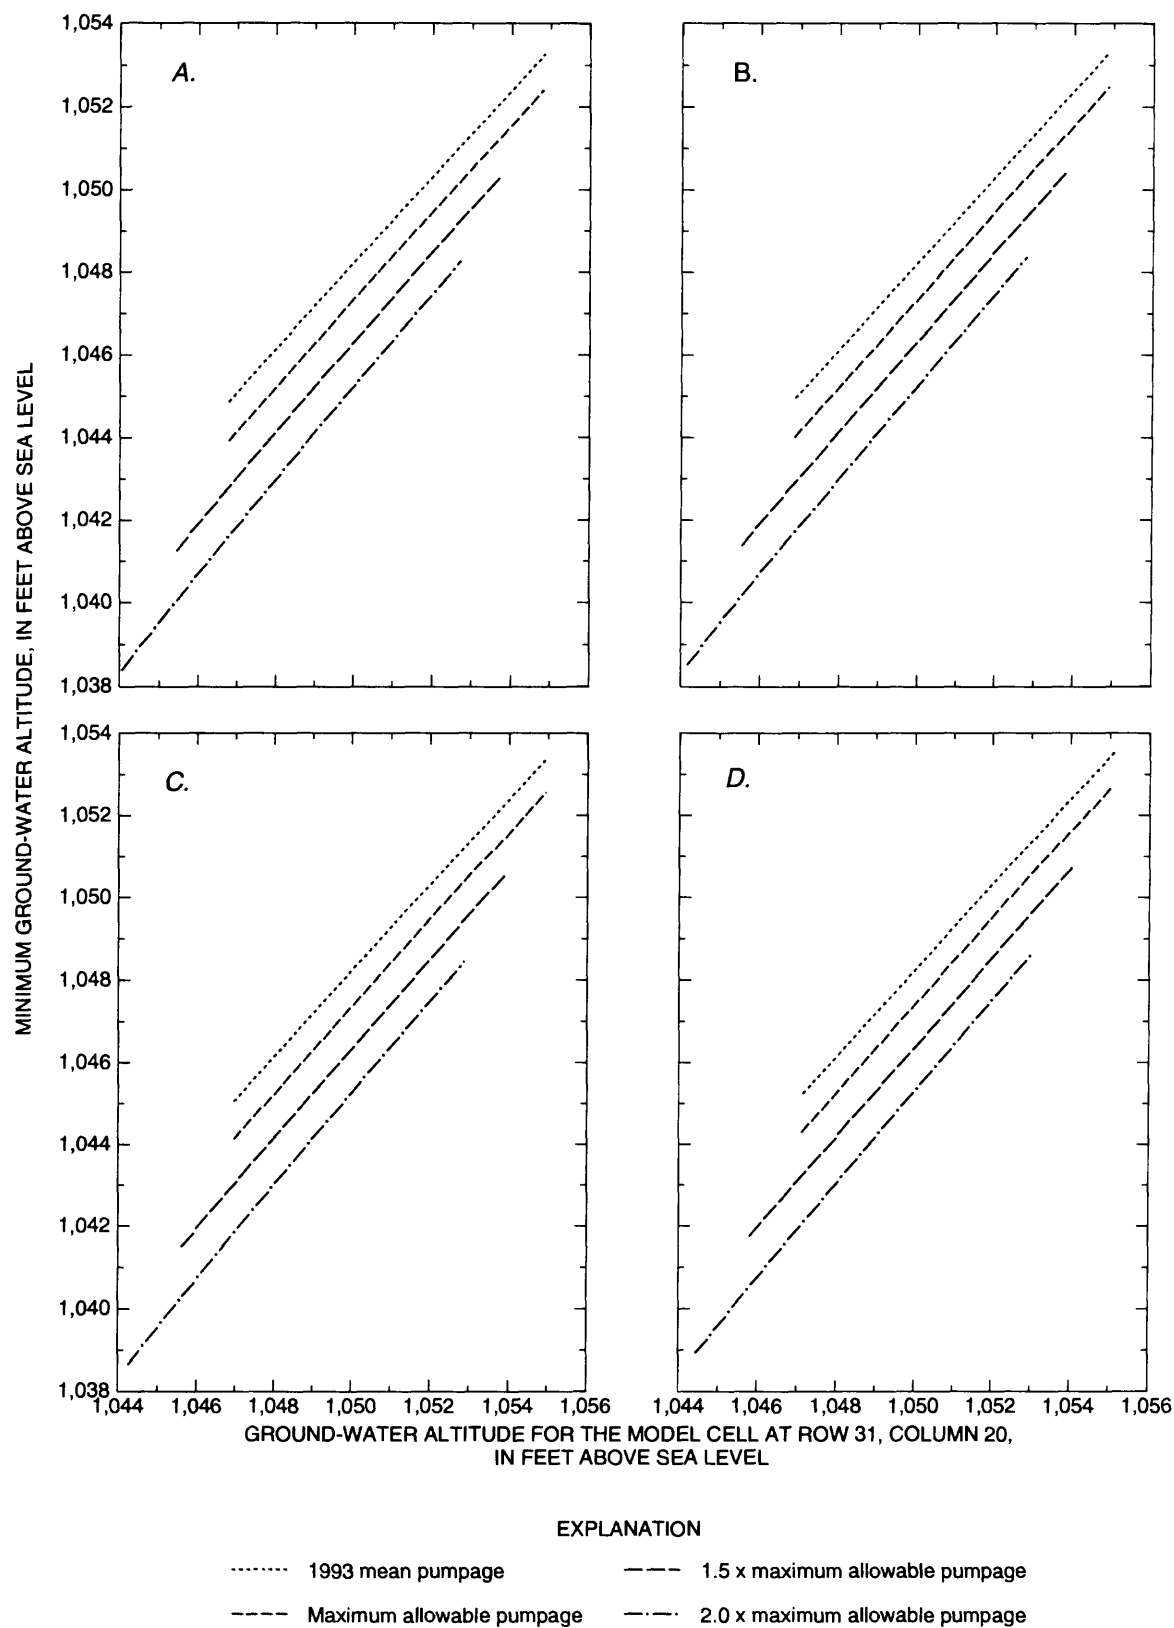 1,054
1,052
1,050
1,048
1,046
1,044
1,042
1,040
1,038
A.
B.
MINIMUM GROUND-WATER ALTITUDE, IN FEET ABOVE SEA LEVEL
1,054
1,052
1,050
1,048
1,046
1,044
1,042
1,040
1,038
C.
D.
1,044 1,046 1,048 1,050 1,052 1,054 1,056
1,044 1,046 1,048 1,050 1,052 1,054 1,056
GROUND-WATER ALTITUDE FOR THE MODEL CELL AT ROW 31, COLUMN 20,
IN FEET ABOVE SEA LEVEL
EXPLANATION
1993 mean pumpage
1.5 x maximum allowable pumpage
Maximum allowable pumpage
2.0 x maximum allowable pumpage